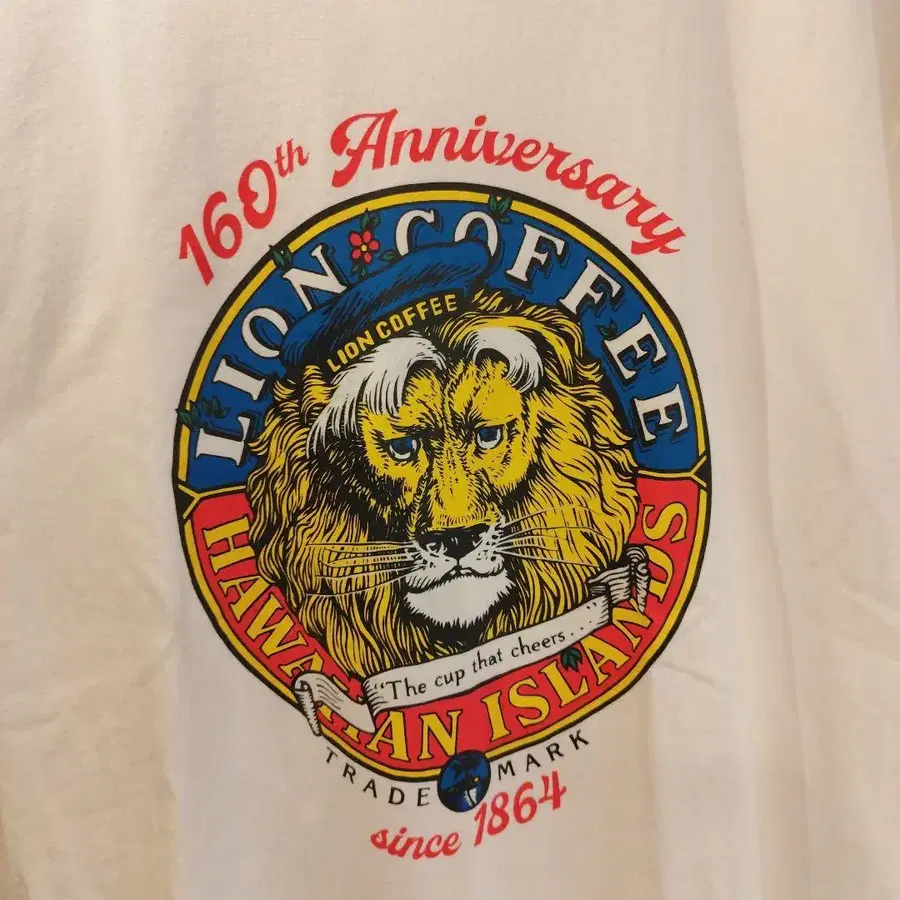 160th Anniversary
LION COFFEE
LION COFFEE
HAWAIIAN ISLANDS
"The cup that cheers..."
TRADE MARK
since 1864